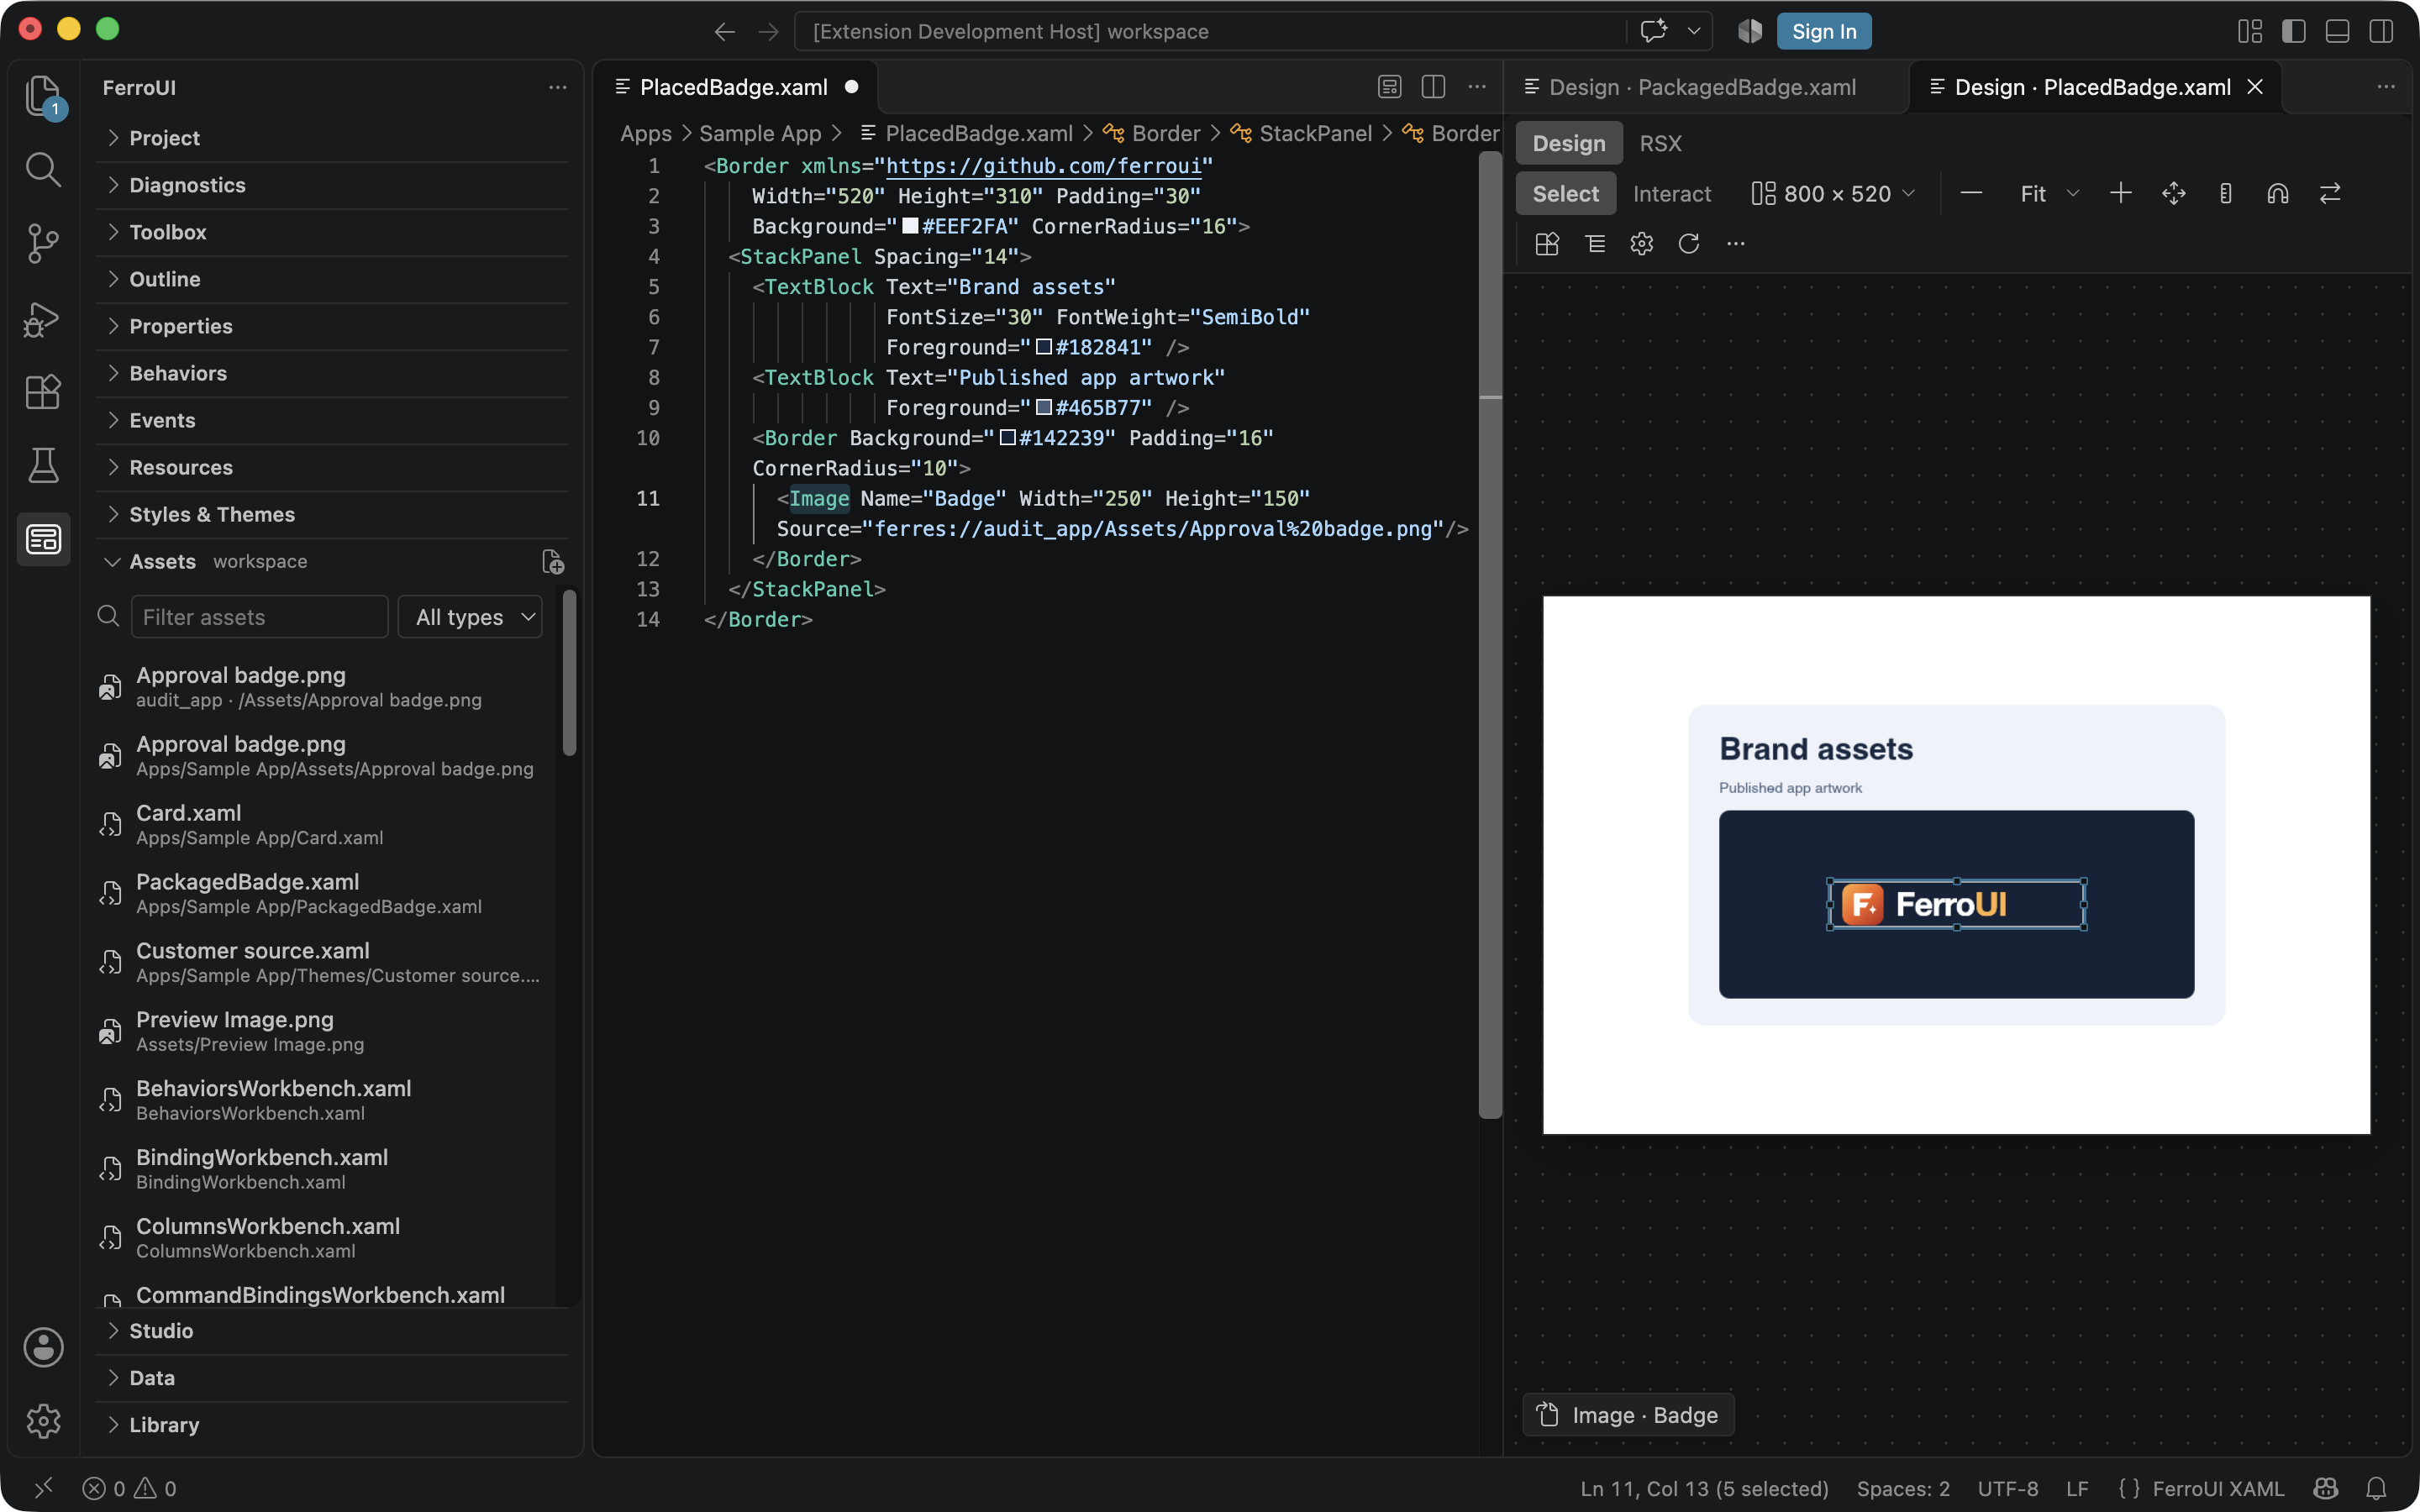 [Extension Development Host] workspace
Sign In
1
FerroUI
Project
Diagnostics
Toolbox
Outline
Properties
Behaviors
Events
Resources
Styles & Themes
Assets workspace
Filter assets
All types
Approval badge.png
audit_app · /Assets/Approval badge.png
Approval badge.png
Apps/Sample App/Assets/Approval badge.png
Card.xaml
Apps/Sample App/Card.xaml
PackagedBadge.xaml
Apps/Sample App/PackagedBadge.xaml
Customer source.xaml
Apps/Sample App/Themes/Customer source....
Preview Image.png
Assets/Preview Image.png
BehaviorsWorkbench.xaml
BehaviorsWorkbench.xaml
BindingWorkbench.xaml
BindingWorkbench.xaml
ColumnsWorkbench.xaml
ColumnsWorkbench.xaml
CommandBindingsWorkbench.xaml
Studio
Data
Library
PlacedBadge.xaml
Apps > Sample App > PlacedBadge.xaml > Border > StackPanel > Border
1 <Border xmlns="https://github.com/ferroui"
2 Width="520" Height="310" Padding="30"
3 Background="#EEF2FA" CornerRadius="16">
4 <StackPanel Spacing="14">
5 <TextBlock Text="Brand assets"
6 FontSize="30" FontWeight="SemiBold"
7 Foreground="#182841" />
8 <TextBlock Text="Published app artwork"
9 Foreground="#465B77" />
10 <Border Background="#142239" Padding="16"
CornerRadius="10">
11 <Image Name="Badge" Width="250" Height="150"
Source="ferres://audit_app/Assets/Approval%20badge.png"/>
12 </Border>
13 </StackPanel>
14 </Border>
Design · PackagedBadge.xaml
Design · PlacedBadge.xaml
Design RSX
Select Interact 800 × 520 Fit
Brand assets
Published app artwork
F FerroUI
Image · Badge
0 0
Ln 11, Col 13 (5 selected) Spaces: 2 UTF-8 LF { } FerroUI XAML